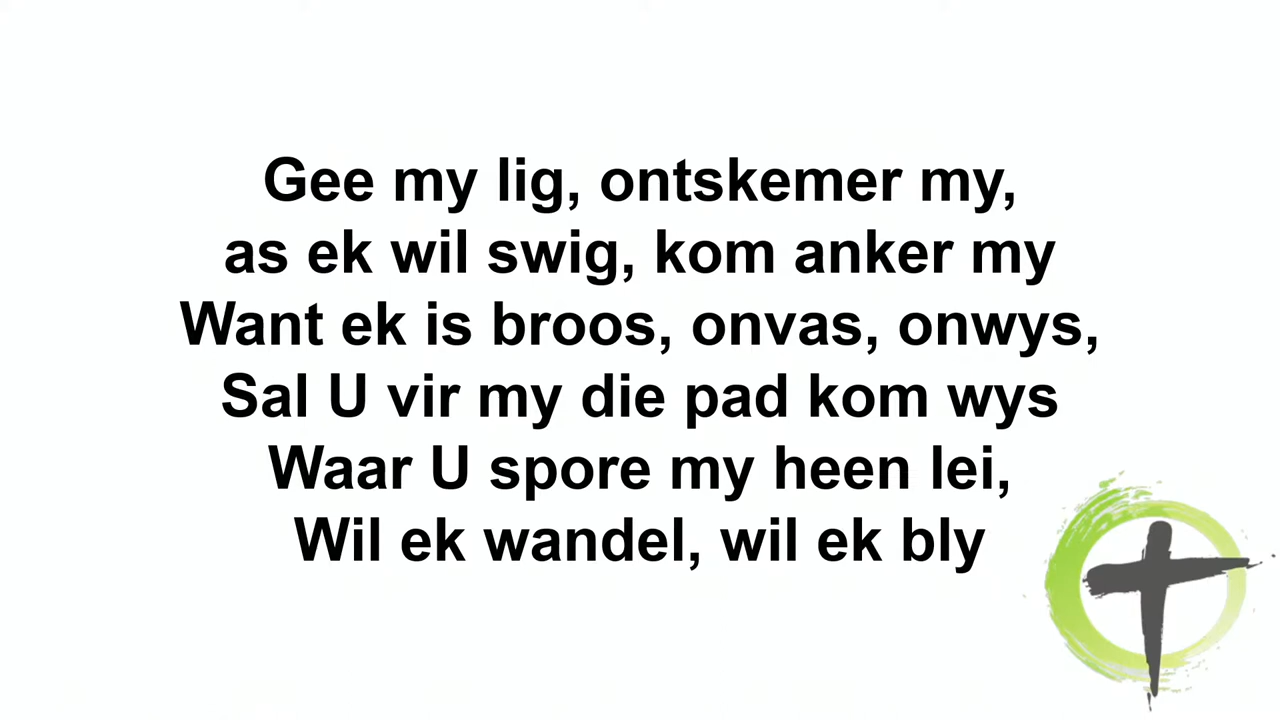 Gee my lig, ontskemer my,
as ek wil swig, kom anker my
Want ek is broos, onvas, onwys,
Sal U vir my die pad kom wys
Waar U spore my heen lei,
Wil ek wandel, wil ek bly